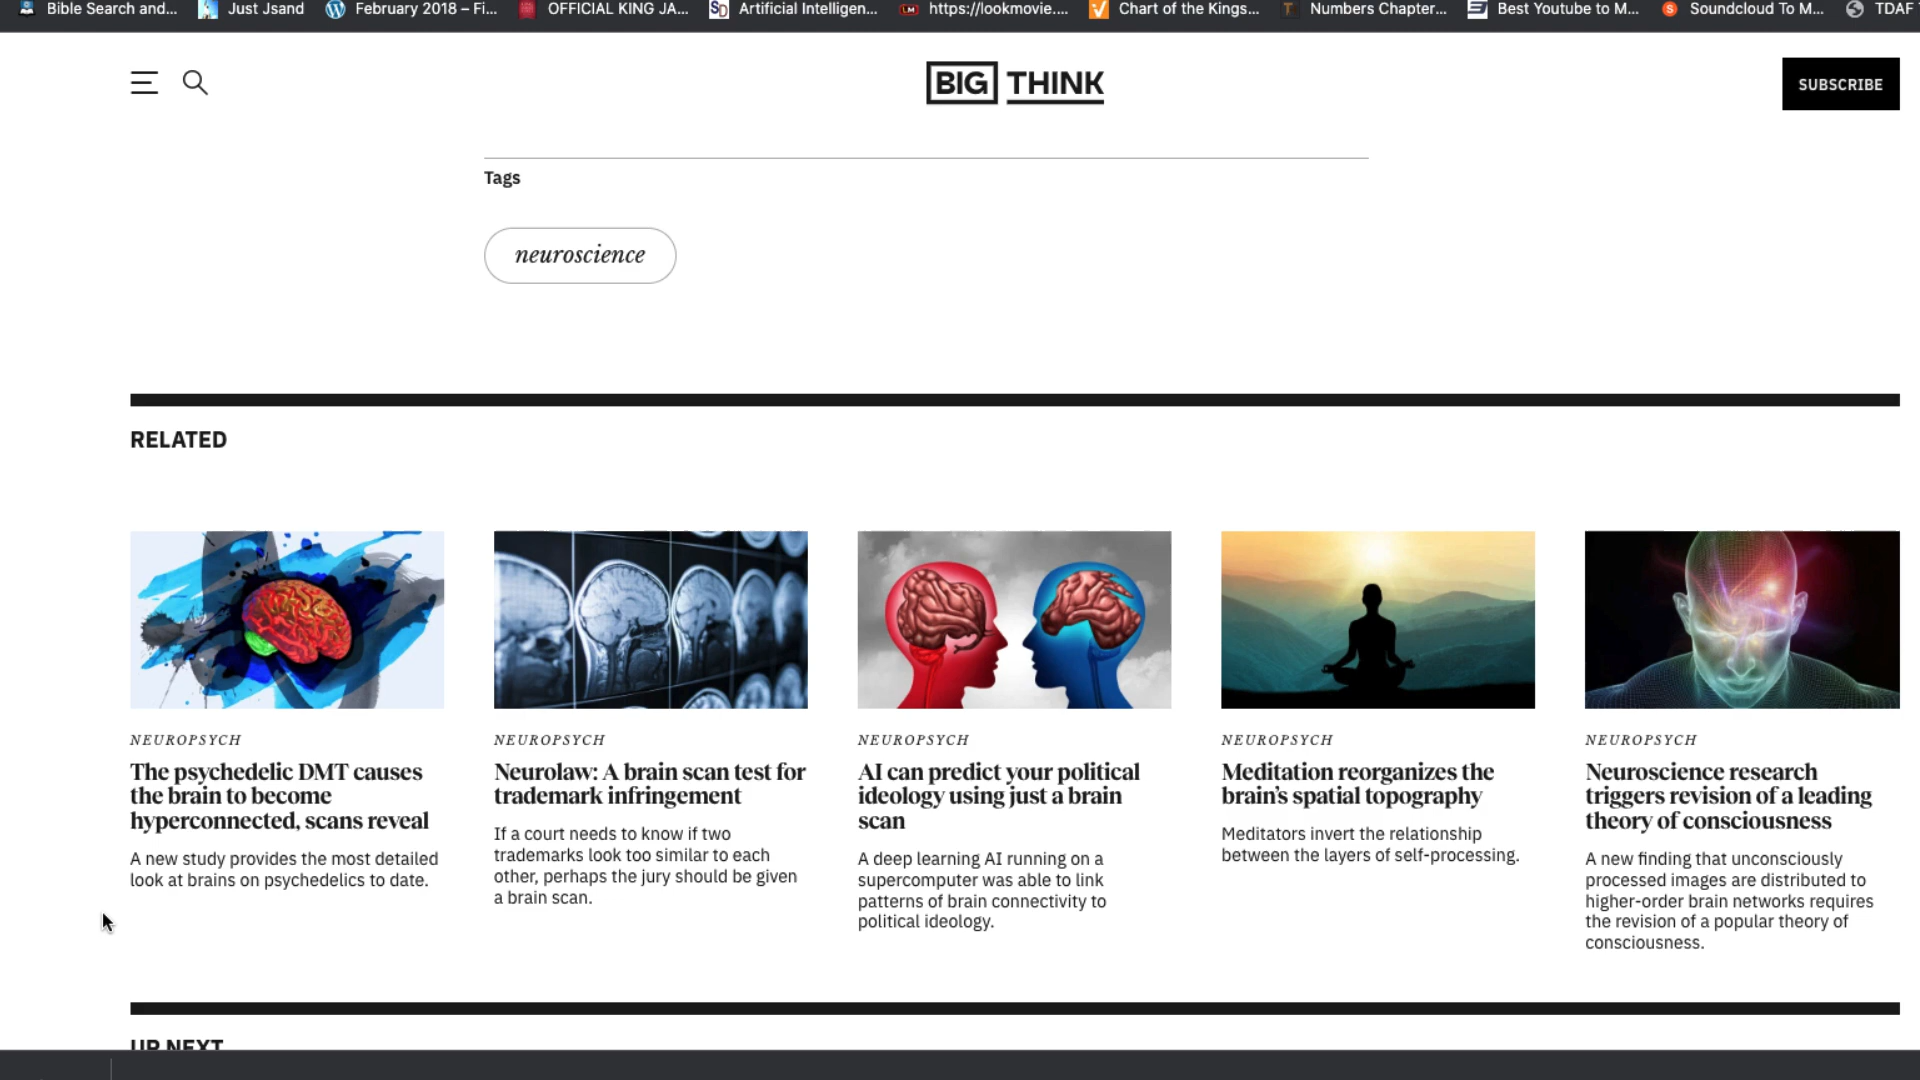 Bible Search and... Just Jsand February 2018 – Fi... OFFICIAL KING JA... Artificial Intelligen... https://lookmovie.... Chart of the Kings... Numbers Chapter... Best Youtube to M... Soundcloud To M... TDAF
BIG THINK
SUBSCRIBE
Tags
neuroscience
RELATED
NEUROPSYCH
The psychedelic DMT causes
the brain to become
hyperconnected, scans reveal
A new study provides the most detailed
look at brains on psychedelics to date.
NEUROPSYCH
Neurolaw: A brain scan test for
trademark infringement
If a court needs to know if two
trademarks look too similar to each
other, perhaps the jury should be given
a brain scan.
NEUROPSYCH
AI can predict your political
ideology using just a brain
scan
A deep learning AI running on a
supercomputer was able to link
patterns of brain connectivity to
political ideology.
NEUROPSYCH
Meditation reorganizes the
brain’s spatial topography
Meditators invert the relationship
between the layers of self-processing.
NEUROPSYCH
Neuroscience research
triggers revision of a leading
theory of consciousness
A new finding that unconsciously
processed images are distributed to
higher-order brain networks requires
the revision of a popular theory of
consciousness.
UP NEXT